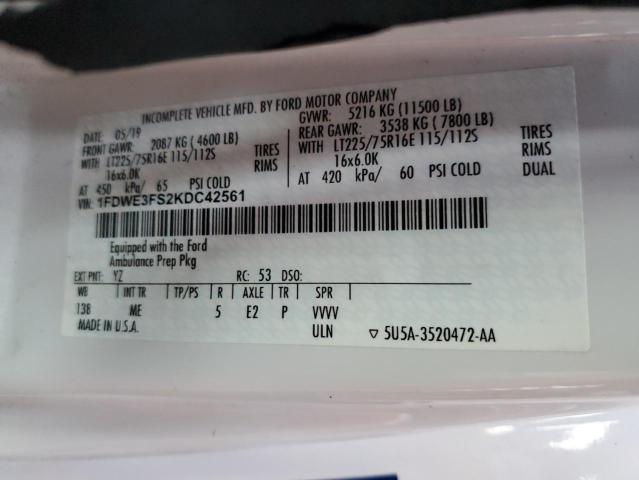 INCOMPLETE VEHICLE MFD. BY FORD MOTOR COMPANY
DATE: 05/19 GVWR: 5216 KG (11500 LB)
FRONT GAWR: 2087 KG (4600 LB) REAR GAWR: 3538 KG (7800 LB)
WITH LT225/75R16E 115/112S TIRES WITH LT225/75R16E 115/112S TIRES
16x6.0K RIMS 16x6.0K RIMS
AT 450 kPa/ 65 PSI COLD AT 420 kPa/ 60 PSI COLD DUAL
VIN: 1FDWE3FS2KDC42561
Equipped with the Ford
Ambulance Prep Pkg
EXT PNT: YZ RC: 53 DSO:
WB INT TR TP/PS R AXLE TR SPR
138 ME 5 E2 P VVVV
MADE IN U.S.A. ULN ▽ 5U5A-3520472-AA